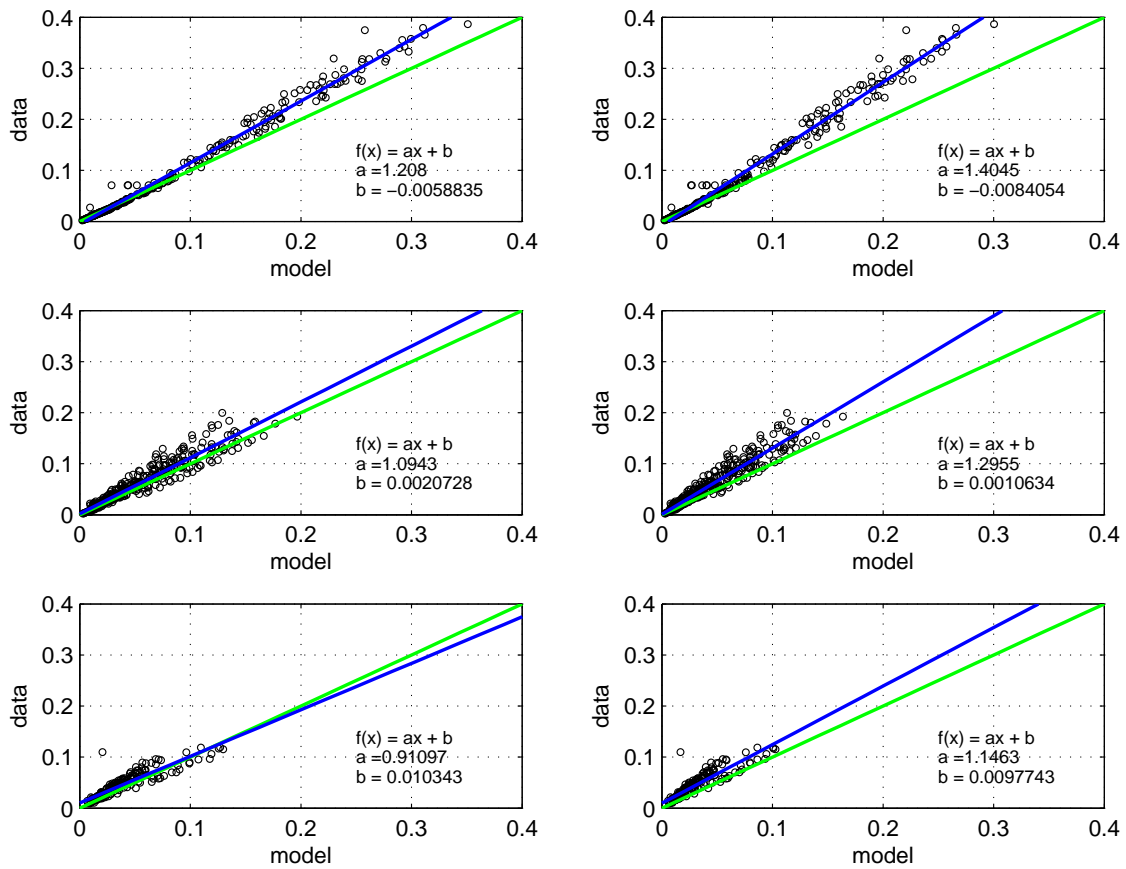 0.4
0.3
0.2
0.1
0
data
f(x) = ax + b
a =1.208
b = −0.0058835
0 0.1 0.2 0.3 0.4
model
0.4
0.3
0.2
0.1
0
data
f(x) = ax + b
a =1.4045
b = −0.0084054
0 0.1 0.2 0.3 0.4
model
0.4
0.3
0.2
0.1
0
data
f(x) = ax + b
a =1.0943
b = 0.0020728
0 0.1 0.2 0.3 0.4
model
0.4
0.3
0.2
0.1
0
data
f(x) = ax + b
a =1.2955
b = 0.0010634
0 0.1 0.2 0.3 0.4
model
0.4
0.3
0.2
0.1
0
data
f(x) = ax + b
a =0.91097
b = 0.010343
0 0.1 0.2 0.3 0.4
model
0.4
0.3
0.2
0.1
0
data
f(x) = ax + b
a =1.1463
b = 0.0097743
0 0.1 0.2 0.3 0.4
model